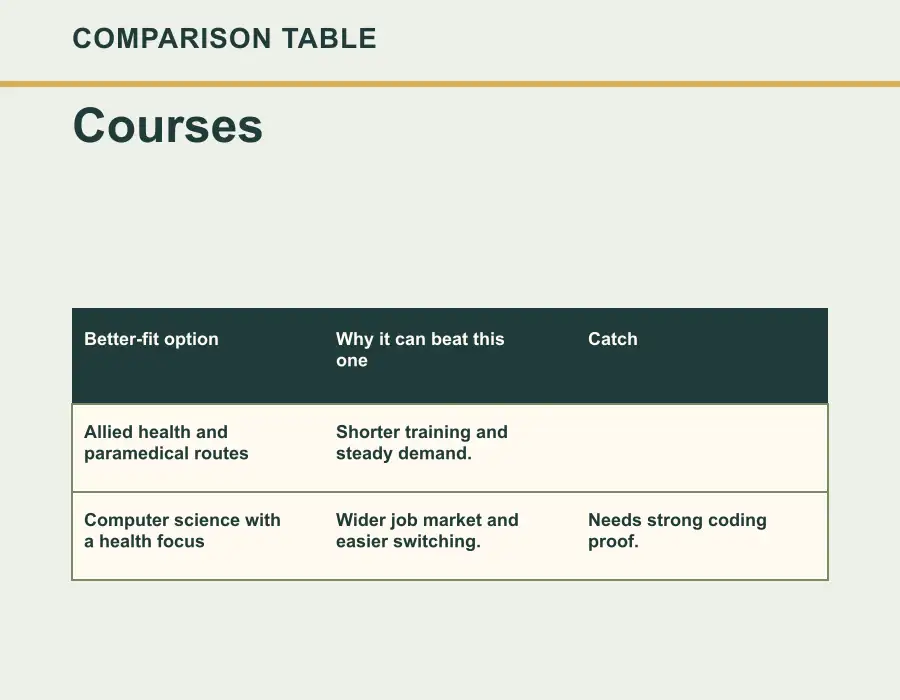 COMPARISON TABLE
Courses
Better-fit option
Why it can beat this
one
Catch
Allied health and
paramedical routes
Shorter training and
steady demand.
Computer science with
a health focus
Wider job market and
easier switching.
Needs strong coding
proof.